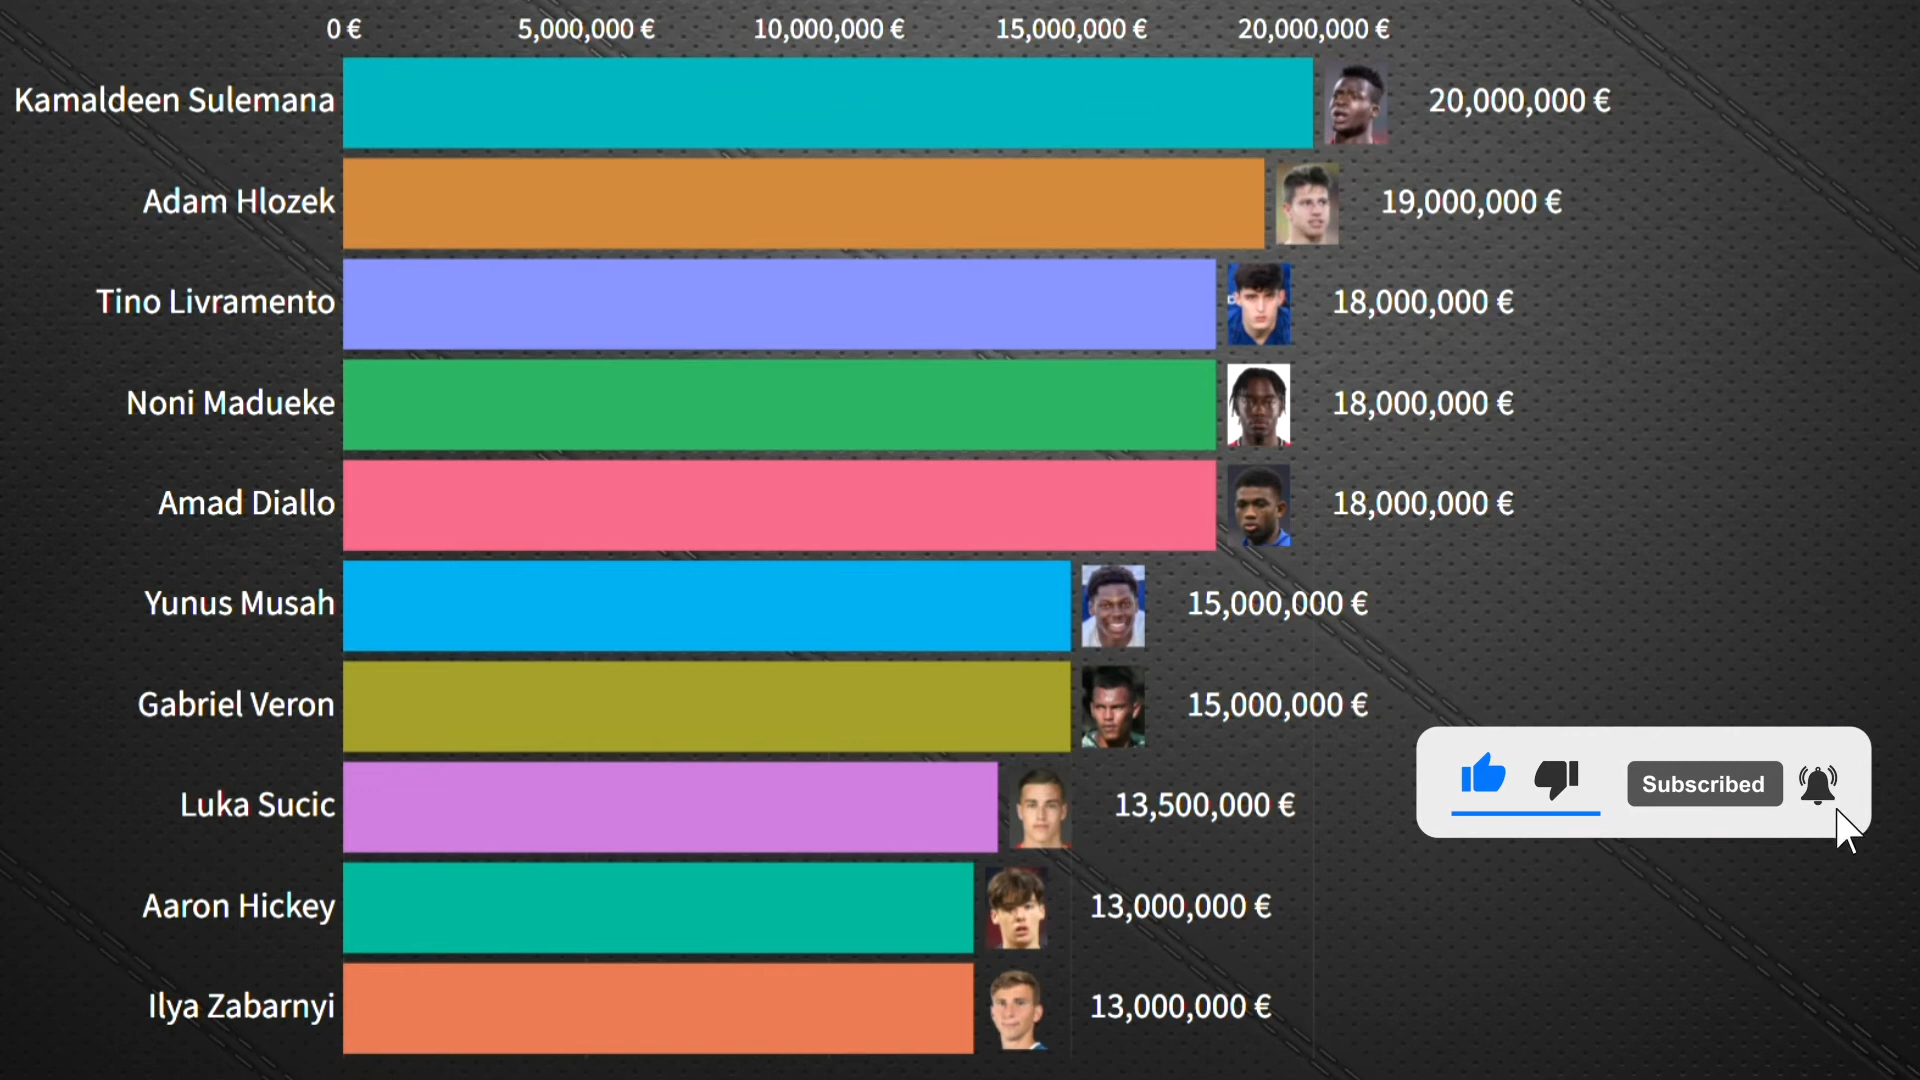 0 € 5,000,000 € 10,000,000 € 15,000,000 € 20,000,000 €
Kamaldeen Sulemana 20,000,000 €
Adam Hlozek 19,000,000 €
Tino Livramento 18,000,000 €
Noni Madueke 18,000,000 €
Amad Diallo 18,000,000 €
Yunus Musah 15,000,000 €
Gabriel Veron 15,000,000 €
Luka Sucic 13,500,000 €
Subscribed
Aaron Hickey 13,000,000 €
Ilya Zabarnyi 13,000,000 €